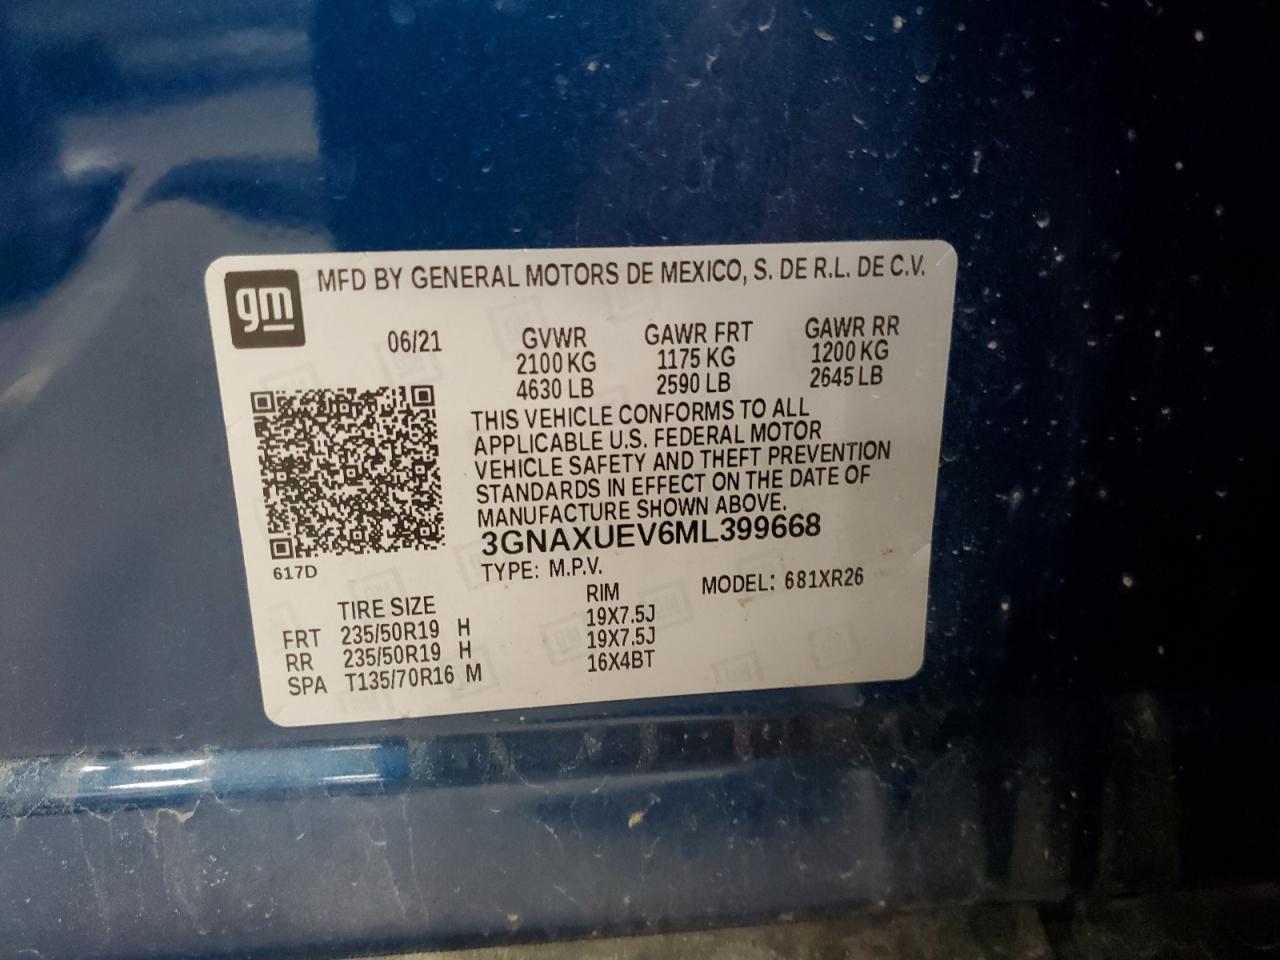 gm MFD BY GENERAL MOTORS DE MEXICO, S. DE R.L. DE C.V.
06/21 GVWR GAWR FRT GAWR RR
2100 KG 1175 KG 1200 KG
4630 LB 2590 LB 2645 LB
THIS VEHICLE CONFORMS TO ALL
APPLICABLE U.S. FEDERAL MOTOR
VEHICLE SAFETY AND THEFT PREVENTION
STANDARDS IN EFFECT ON THE DATE OF
MANUFACTURE SHOWN ABOVE.
3GNAXUEV6ML399668
617D
TYPE: M.P.V. MODEL: 681XR26
TIRE SIZE RIM
FRT 235/50R19 H 19X7.5J
RR 235/50R19 H 19X7.5J
SPA T135/70R16 M 16X4BT